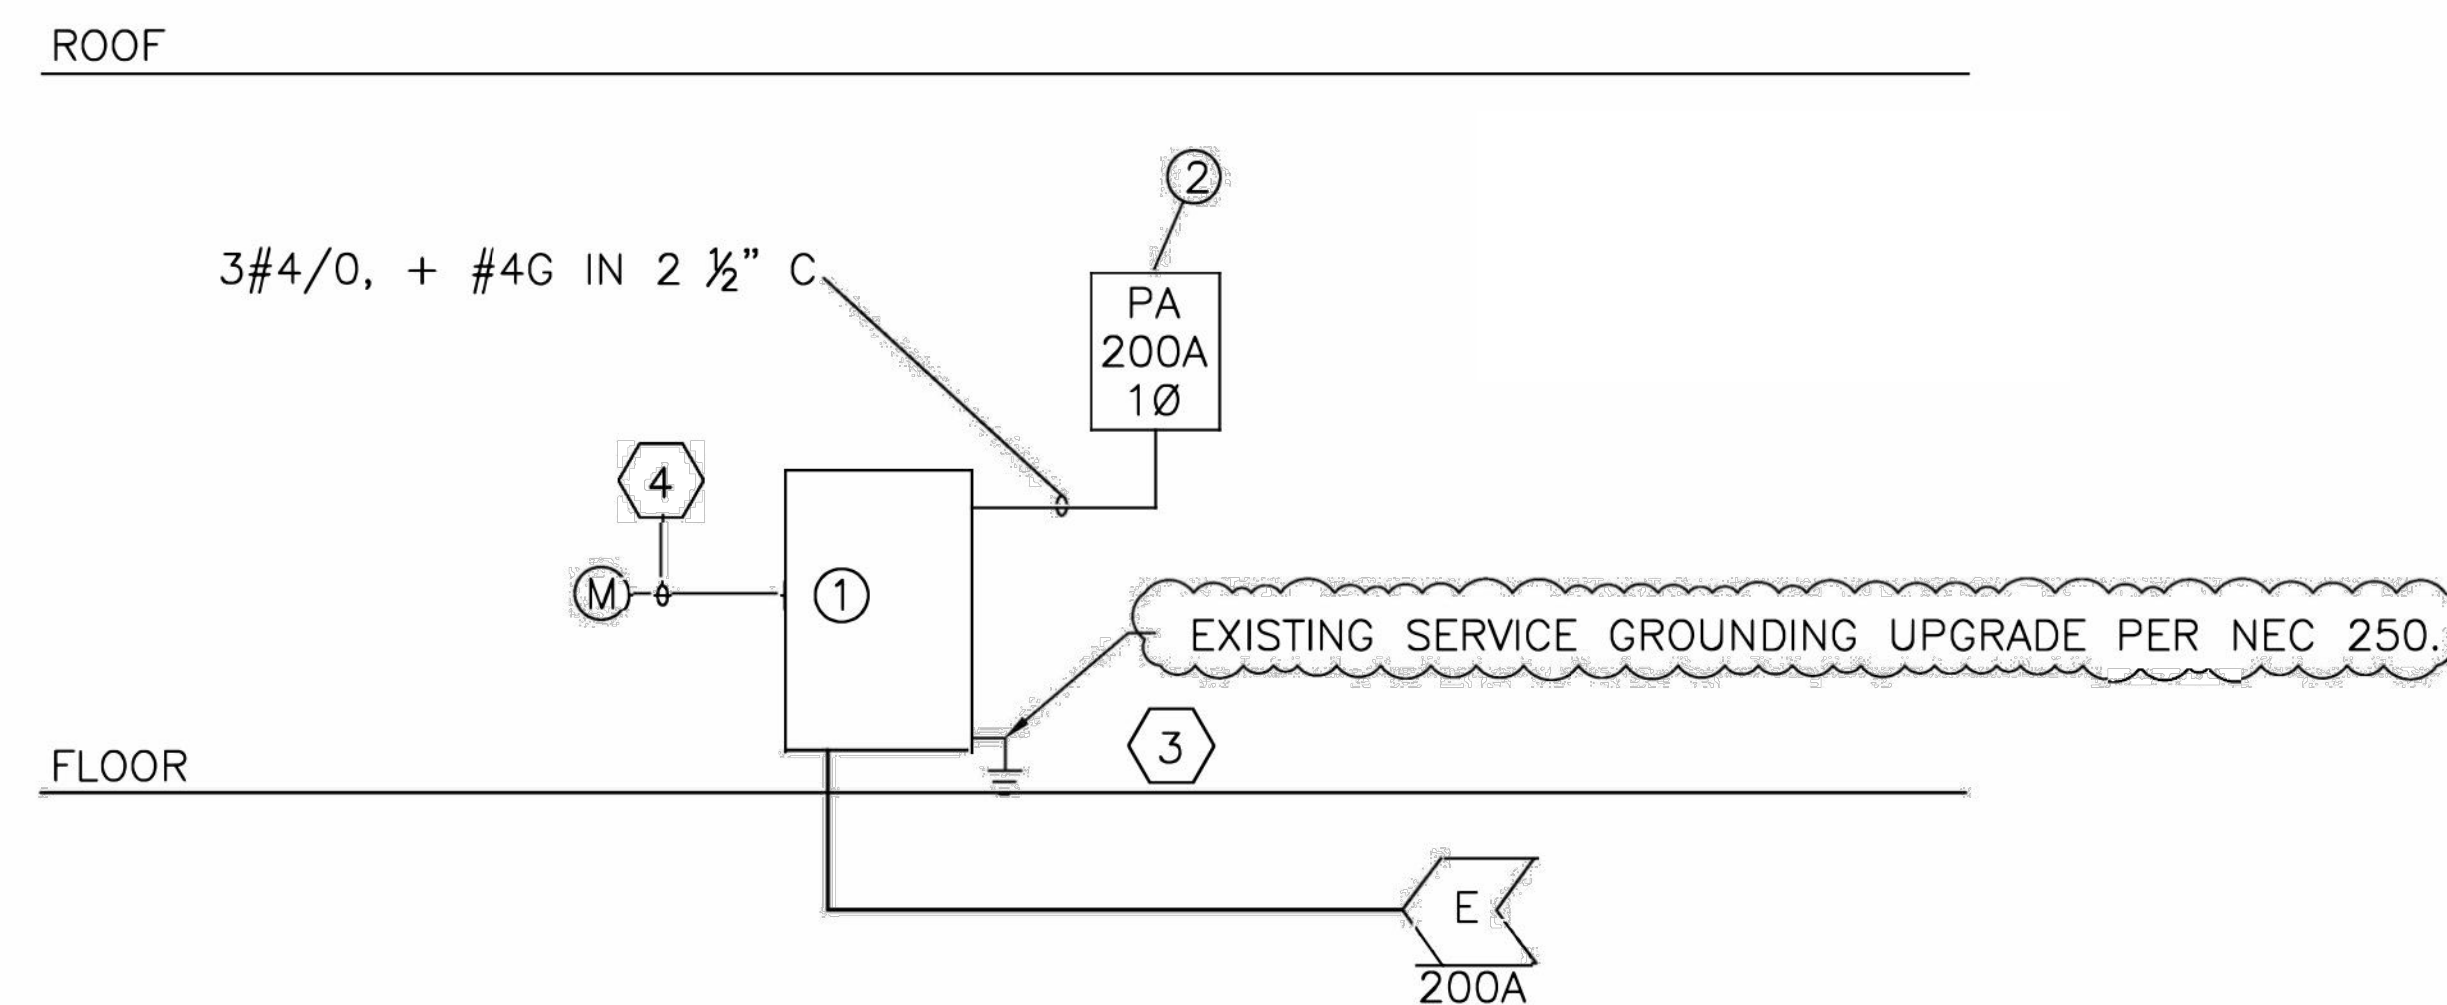 ROOF
2
3#4/0, + #4G IN 2 ½” C
PA
200A
1Ø
4
M
1
EXISTING SERVICE GROUNDING UPGRADE PER NEC 250.
3
FLOOR
E
200A